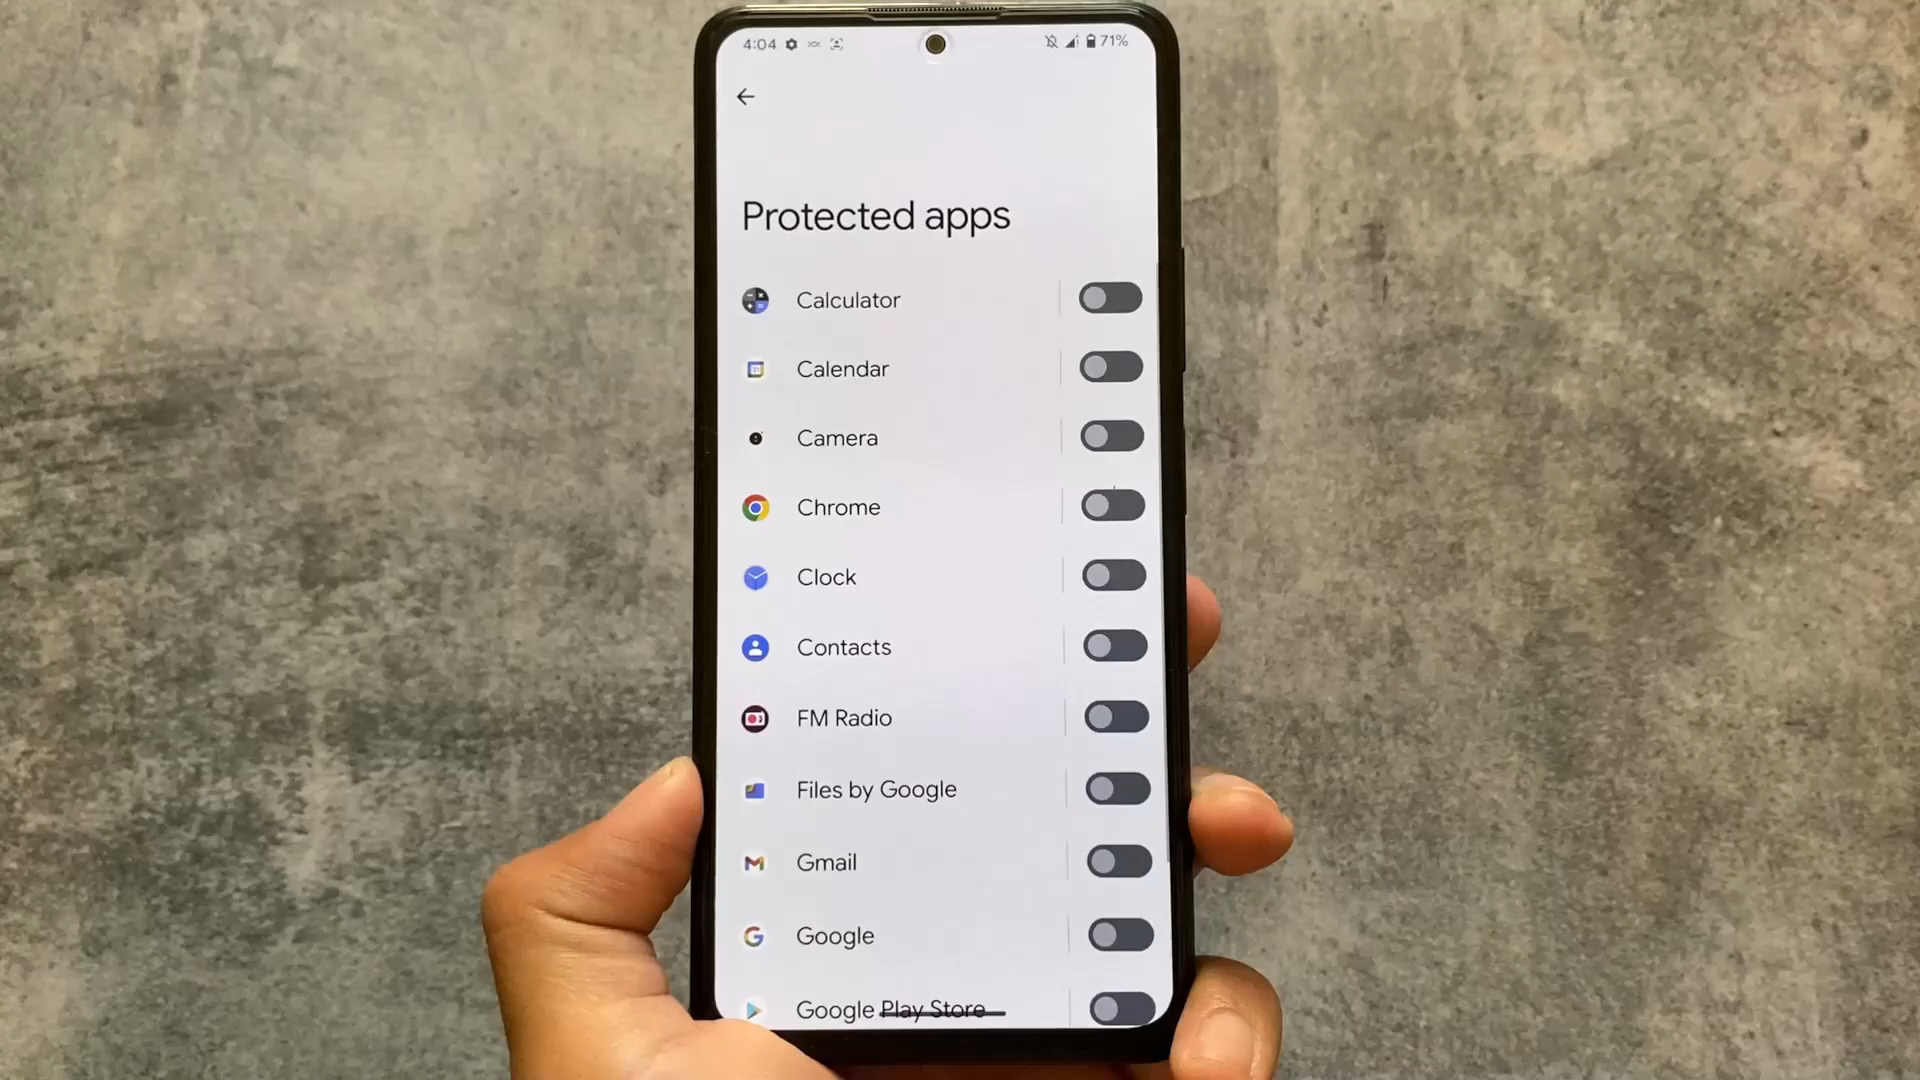 4:04
71%
Protected apps
Calculator
Calendar
Camera
Chrome
Clock
Contacts
FM Radio
Files by Google
Gmail
Google
Google Play Store